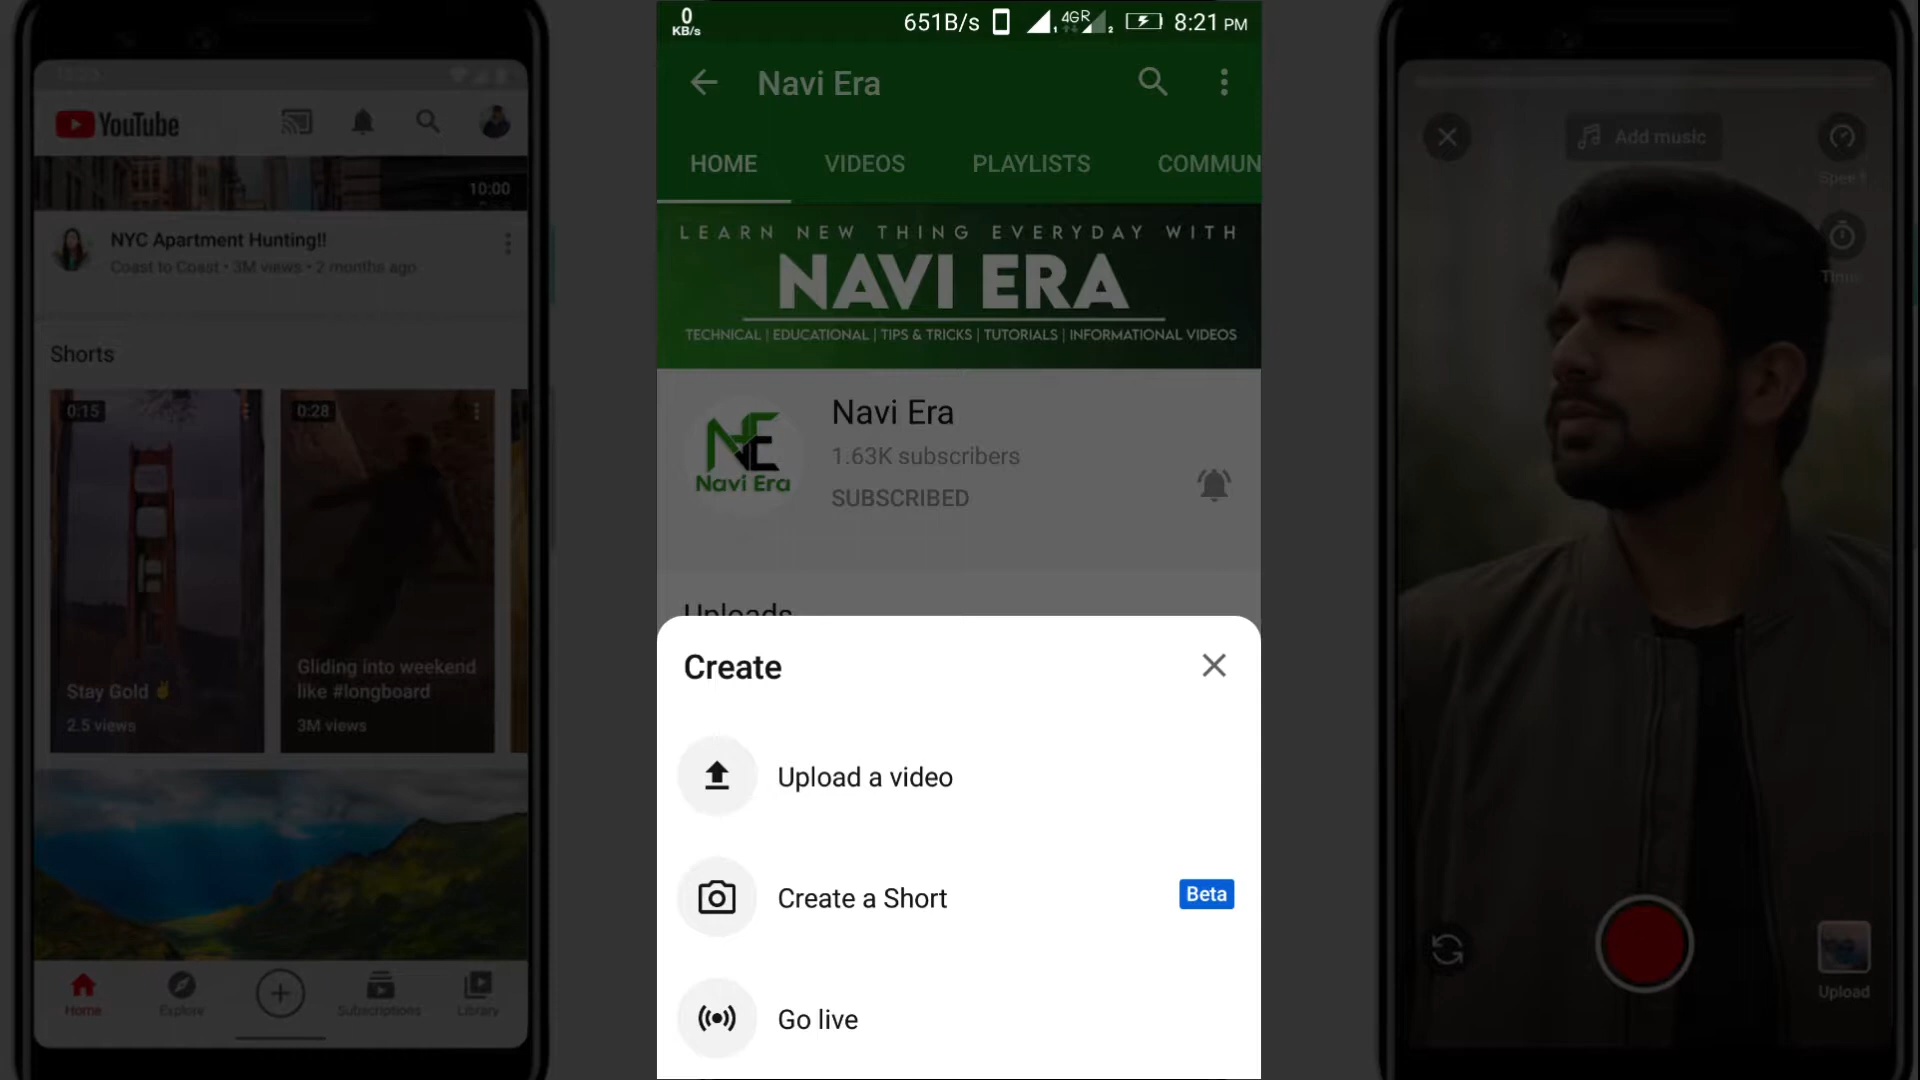 YouTube
10:00
NYC Apartment Hunting!!
Coast to Coast • 3M views • 2 months ago
Shorts
0:15
0:28
Stay Gold ✌
2.5 views
Gliding into weekend
like #longboard
3M views
Home
Explore
Subscriptions
Library
0
KB/s
651B/s
1
4GR
2
8:21 PM
Navi Era
HOME
VIDEOS
PLAYLISTS
COMMUN
LEARN NEW THING EVERYDAY WITH
NAVI ERA
TECHNICAL | EDUCATIONAL | TIPS & TRICKS | TUTORIALS | INFORMATIONAL VIDEOS
Navi Era
Navi Era
1.63K subscribers
SUBSCRIBED
Uploads
Create
Upload a video
Create a Short
Beta
Go live
Add music
Upload